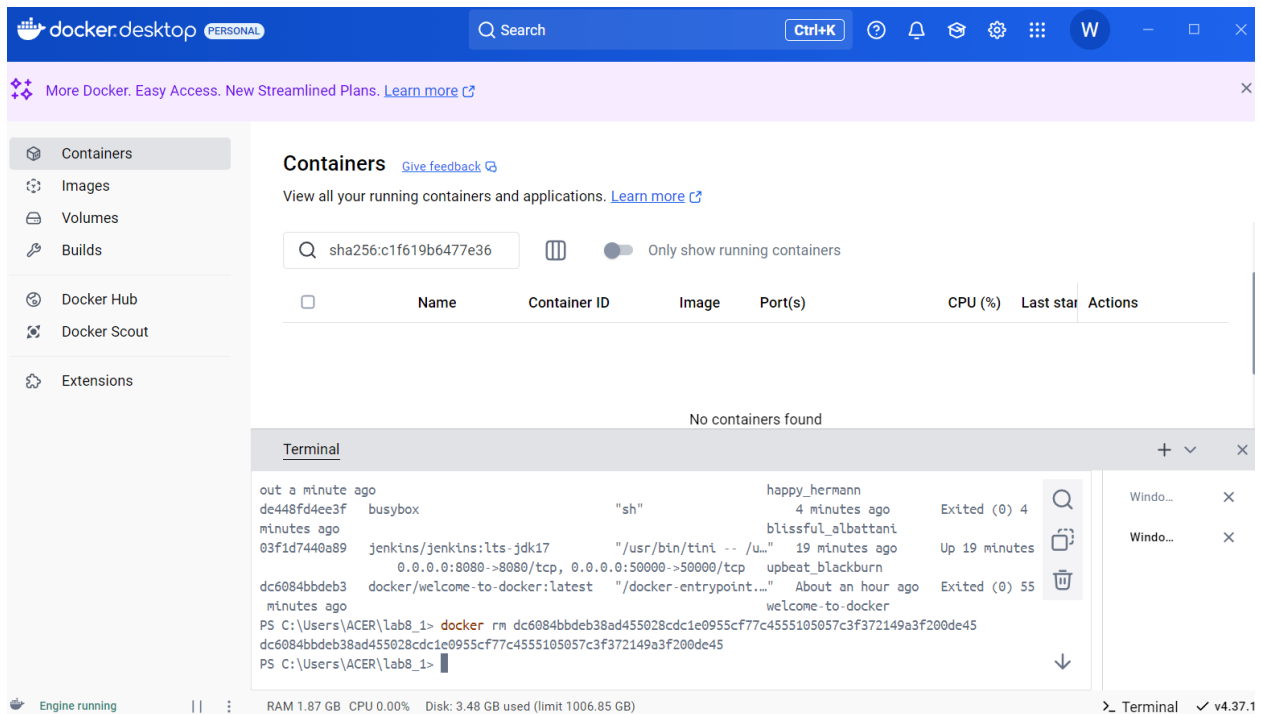 docker.desktop PERSONAL
Search
Ctrl+K
W
More Docker. Easy Access. New Streamlined Plans. Learn more
Containers
Images
Volumes
Builds
Docker Hub
Docker Scout
Extensions
Containers Give feedback
View all your running containers and applications. Learn more
sha256:c1f619b6477e36
Only show running containers
Name Container ID Image Port(s) CPU (%) Last star Actions
No containers found
Terminal
out a minute ago happy_hermann
de448fd4ee3f busybox "sh" 4 minutes ago Exited (0) 4
minutes ago blissful_albattani
03f1d7440a89 jenkins/jenkins:lts-jdk17 "/usr/bin/tini -- /u…" 19 minutes ago Up 19 minutes
0.0.0.0:8080->8080/tcp, 0.0.0.0:50000->50000/tcp upbeat_blackburn
dc6084bbdeb3 docker/welcome-to-docker:latest "/docker-entrypoint.…" About an hour ago Exited (0) 55
minutes ago welcome-to-docker
PS C:\Users\ACER\lab8_1> docker rm dc6084bbdeb38ad455028cdc1e0955cf77c4555105057c3f372149a3f200de45
dc6084bbdeb38ad455028cdc1e0955cf77c4555105057c3f372149a3f200de45
PS C:\Users\ACER\lab8_1>
Windo...
Windo...
Engine running
RAM 1.87 GB CPU 0.00% Disk: 3.48 GB used (limit 1006.85 GB)
>_ Terminal
v4.37.1